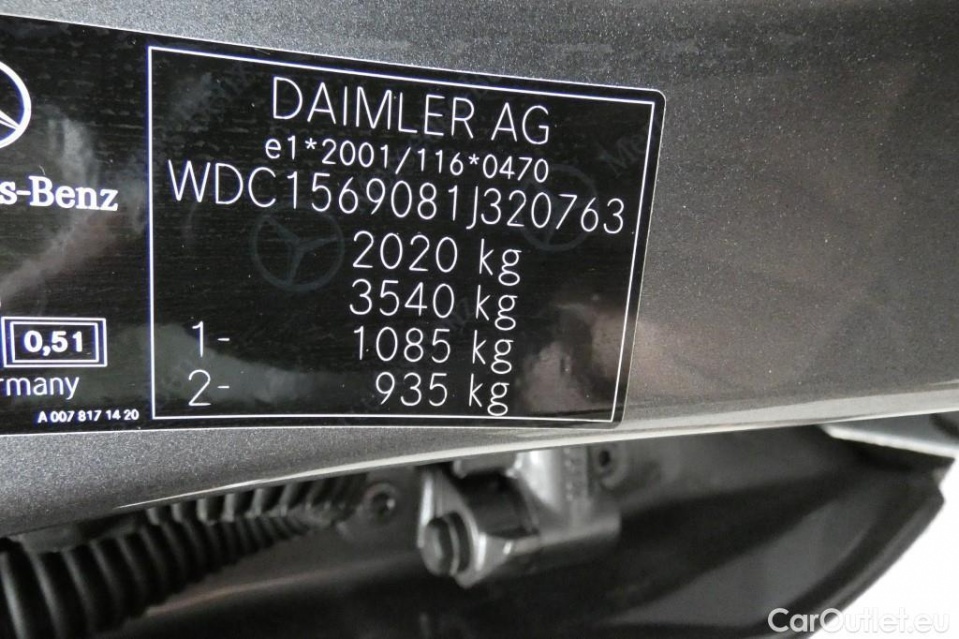 DAIMLER AG
e1*2001/116*0470
WDC1569081J320763
2020 kg
3540 kg
1- 1085 kg
2- 935 kg
s-Benz
0,51
rmany
A 007 817 14 20
CarOutlet.eu